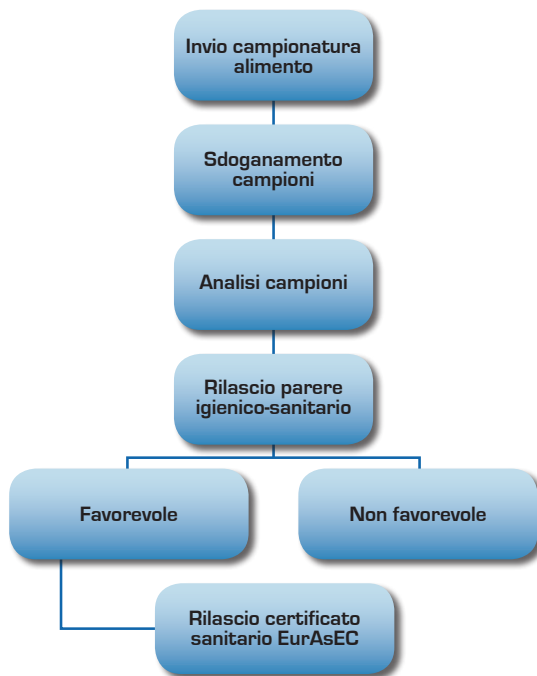 Invio campionatura
alimento
Sdoganamento
campioni
Analisi campioni
Rilascio parere
igienico-sanitario
Favorevole
Non favorevole
Rilascio certificato
sanitario EurAsEC